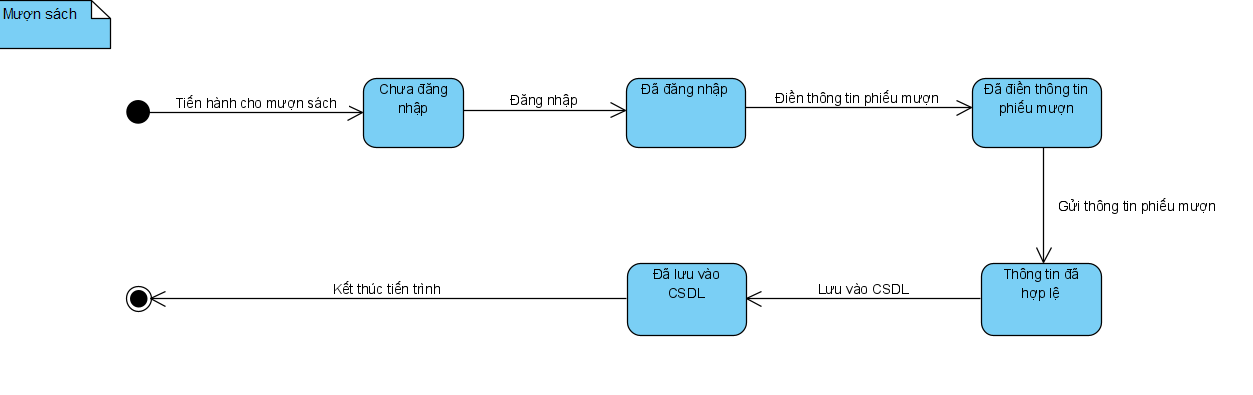 Mượn sách
Tiến hành cho mượn sách
Chưa đăng
nhập
Đăng nhập
Đã đăng nhập
Điền thông tin phiếu mượn
Đã điền thông tin
phiếu mượn
Gửi thông tin phiếu mượn
Thông tin đã
hợp lệ
Lưu vào CSDL
Đã lưu vào
CSDL
Kết thúc tiến trình